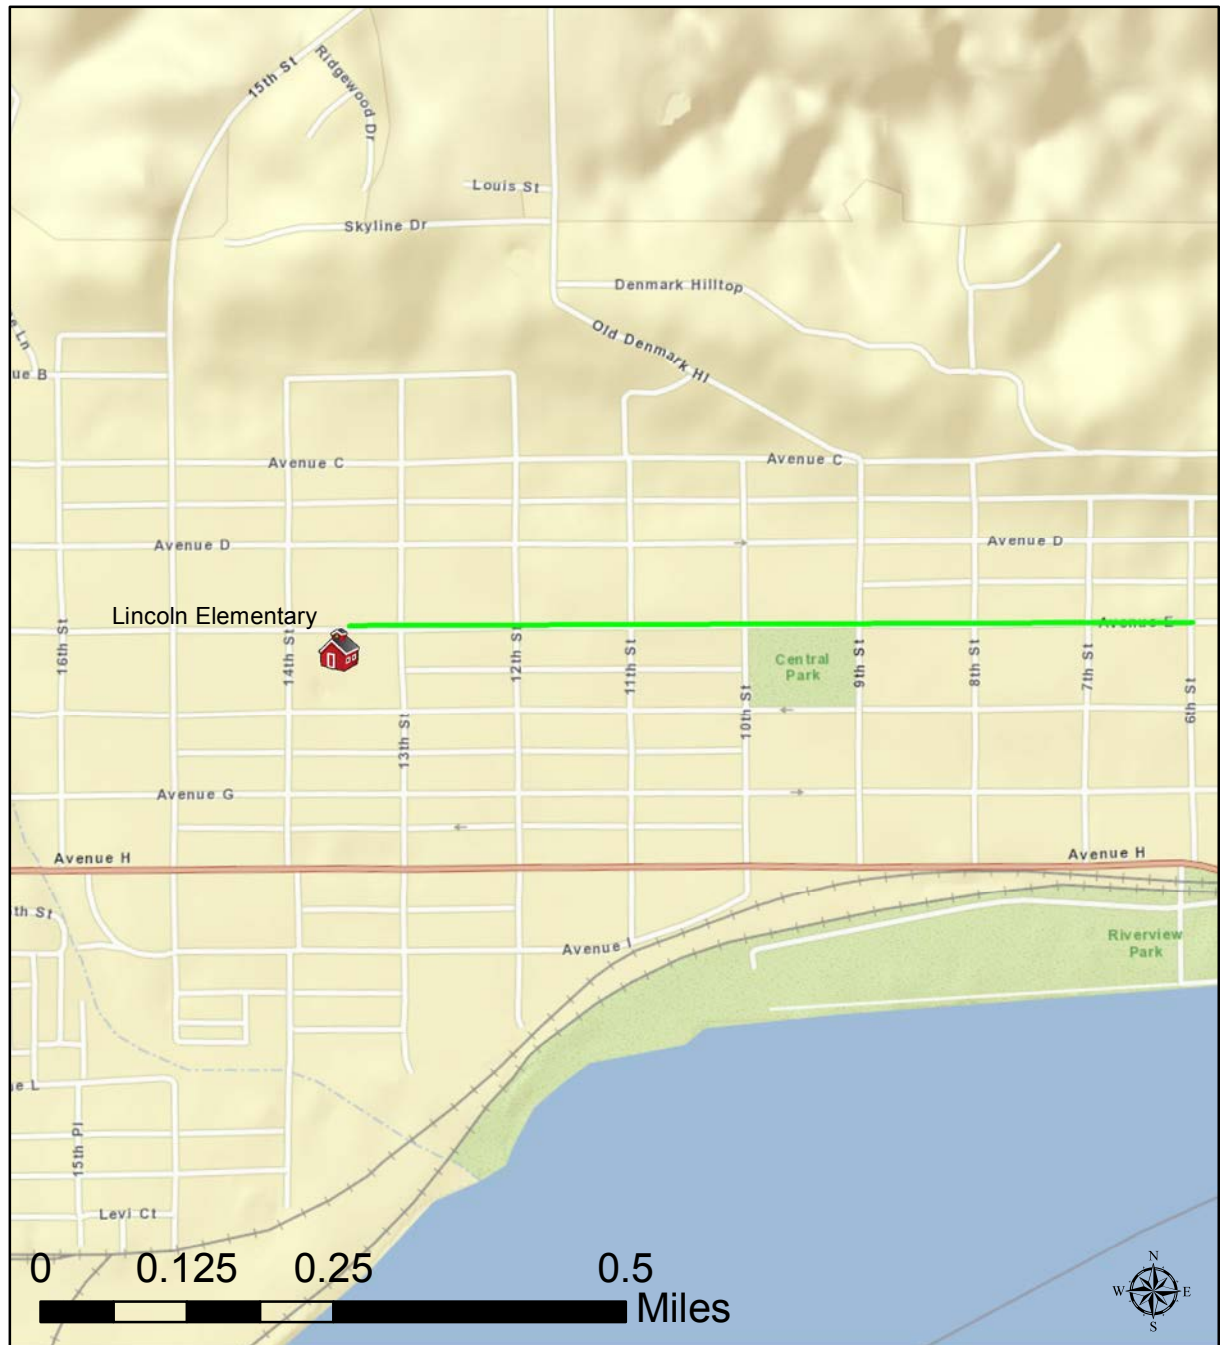 15th St
Ridgewood Dr
Louis St
Skyline Dr
Denmark Hilltop
Old Denmark Hl
e Ln
ue B
Avenue C
Avenue C
Avenue D
Avenue D
Lincoln Elementary
Avenue E
16th St
14th St
12th St
11th St
Central
Park
9th St
8th St
7th St
6th St
13th St
10th St
Avenue G
Avenue H
Avenue H
th St
Avenue I
Riverview
Park
e L
15th Pl
Levi Ct
0 0.125 0.25 0.5
Miles
N
W E
S